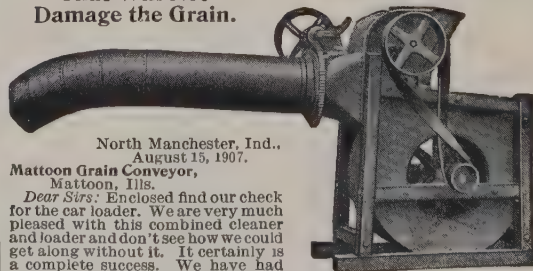 Damage the Grain.
North Manchester, Ind.,
August 15, 1907.
Mattoon Grain Conveyor,
Mattoon, Ills.
Dear Sirs: Enclosed find our check
for the car loader. We are very much
pleased with this combined cleaner
and loader and don't see how we could
get along without it. It certainly is
a complete success. We have had